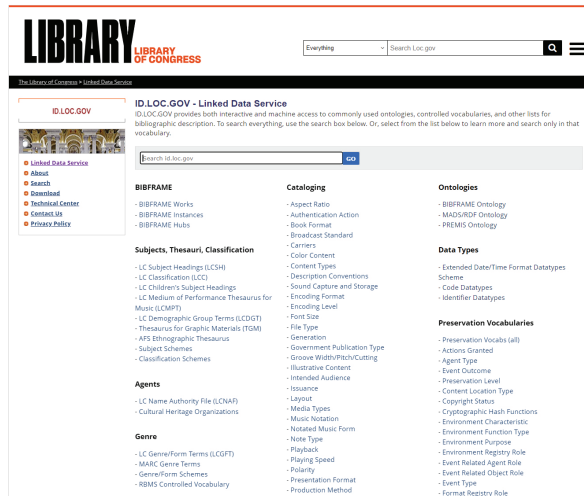 LIBRARY
LIBRARY
OF CONGRESS
Everything
Search Loc.gov
The Library of Congress > Linked Data Service
ID.LOC.GOV
Linked Data Service
About
Search
Download
Technical Center
Contact Us
Privacy Policy
ID.LOC.GOV - Linked Data Service
ID.LOC.GOV provides both interactive and machine access to commonly used ontologies, controlled vocabularies, and other lists for
bibliographic description. To search everything, use the search box below. Or, select from the list below to learn more and search only in that
vocabulary.
Search id.loc.gov
GO
BIBFRAME
- BIBFRAME Works
- BIBFRAME Instances
- BIBFRAME Hubs
Subjects, Thesauri, Classification
- LC Subject Headings (LCSH)
- LC Classification (LCC)
- LC Children's Subject Headings
- LC Medium of Performance Thesaurus for
Music (LCMPT)
- LC Demographic Group Terms (LCDGT)
- Thesaurus for Graphic Materials (TGM)
- AFS Ethnographic Thesaurus
- Subject Schemes
- Classification Schemes
Agents
- LC Name Authority File (LCNAF)
- Cultural Heritage Organizations
Genre
- LC Genre/Form Terms (LCGFT)
- MARC Genre Terms
- Genre/Form Schemes
- RBMS Controlled Vocabulary
Cataloging
- Aspect Ratio
- Authentication Action
- Book Format
- Broadcast Standard
- Carriers
- Color Content
- Content Types
- Description Conventions
- Sound Capture and Storage
- Encoding Format
- Encoding Level
- Font Size
- File Type
- Generation
- Government Publication Type
- Groove Width/Pitch/Cutting
- Illustrative Content
- Intended Audience
- Issuance
- Layout
- Media Types
- Music Notation
- Notated Music Form
- Note Type
- Playback
- Playing Speed
- Polarity
- Presentation Format
- Production Method
Ontologies
- BIBFRAME Ontology
- MADS/RDF Ontology
- PREMIS Ontology
Data Types
- Extended Date/Time Format Datatypes
Scheme
- Code Datatypes
- Identifier Datatypes
Preservation Vocabularies
- Preservation Vocabs (all)
- Actions Granted
- Agent Type
- Event Outcome
- Preservation Level
- Content Location Type
- Copyright Status
- Cryptographic Hash Functions
- Environment Characteristic
- Environment Function Type
- Environment Purpose
- Environment Registry Role
- Event Related Agent Role
- Event Related Object Role
- Event Type
- Format Registry Role